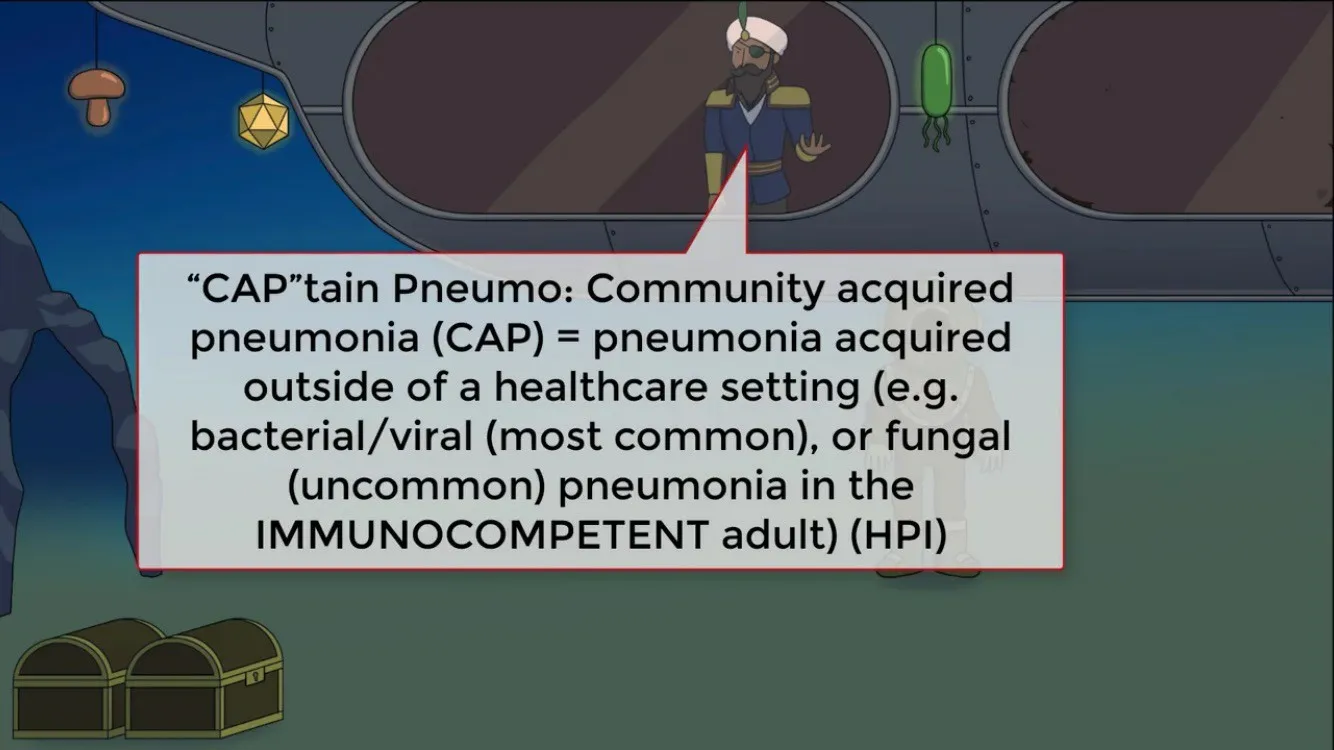 “CAP”tain Pneumo: Community acquired
pneumonia (CAP) = pneumonia acquired
outside of a healthcare setting (e.g.
bacterial/viral (most common), or fungal
(uncommon) pneumonia in the
IMMUNOCOMPETENT adult) (HPI)